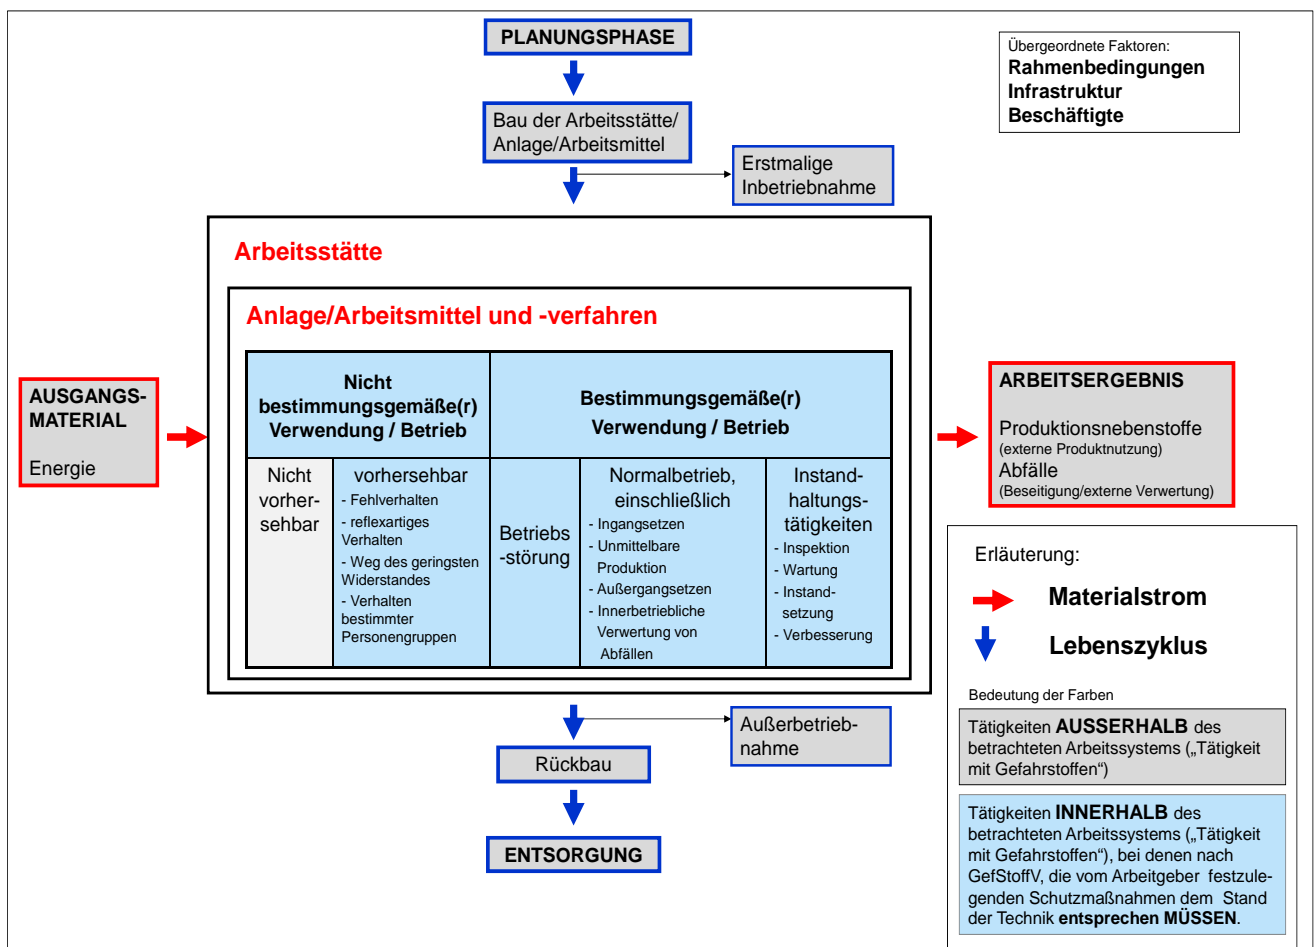 PLANUNGSPHASE
Übergeordnete Faktoren:
Rahmenbedingungen
Infrastruktur
Beschäftigte
Bau der Arbeitsstätte/
Anlage/Arbeitsmittel
Erstmalige
Inbetriebnahme
Arbeitsstätte
Anlage/Arbeitsmittel und -verfahren
AUSGANGS-
MATERIAL
Energie
Nicht
bestimmungsgemäße(r)
Verwendung / Betrieb
Bestimmungsgemäße(r)
Verwendung / Betrieb
Nicht
vorher-
sehbar
vorhersehbar
- Fehlverhalten
- reflexartiges
Verhalten
- Weg des geringsten
Widerstandes
- Verhalten
bestimmter
Personengruppen
Betriebs
-störung
Normalbetrieb,
einschließlich
- Ingangsetzen
- Unmittelbare
Produktion
- Außergangsetzen
- Innerbetriebliche
Verwertung von
Abfällen
Instand-
haltungs-
tätigkeiten
- Inspektion
- Wartung
- Instand-
setzung
- Verbesserung
ARBEITSERGEBNIS
Produktionsnebenstoffe
(externe Produktnutzung)
Abfälle
(Beseitigung/externe Verwertung)
Außerbetrieb-
nahme
Rückbau
ENTSORGUNG
Erläuterung:
Materialstrom
Lebenszyklus
Bedeutung der Farben
Tätigkeiten AUSSERHALB des
betrachteten Arbeitssystems („Tätigkeit
mit Gefahrstoffen“)
Tätigkeiten INNERHALB des
betrachteten Arbeitssystems („Tätigkeit
mit Gefahrstoffen“), bei denen nach
GefStoffV, die vom Arbeitgeber festzule-
genden Schutzmaßnahmen dem Stand
der Technik entsprechen MÜSSEN.